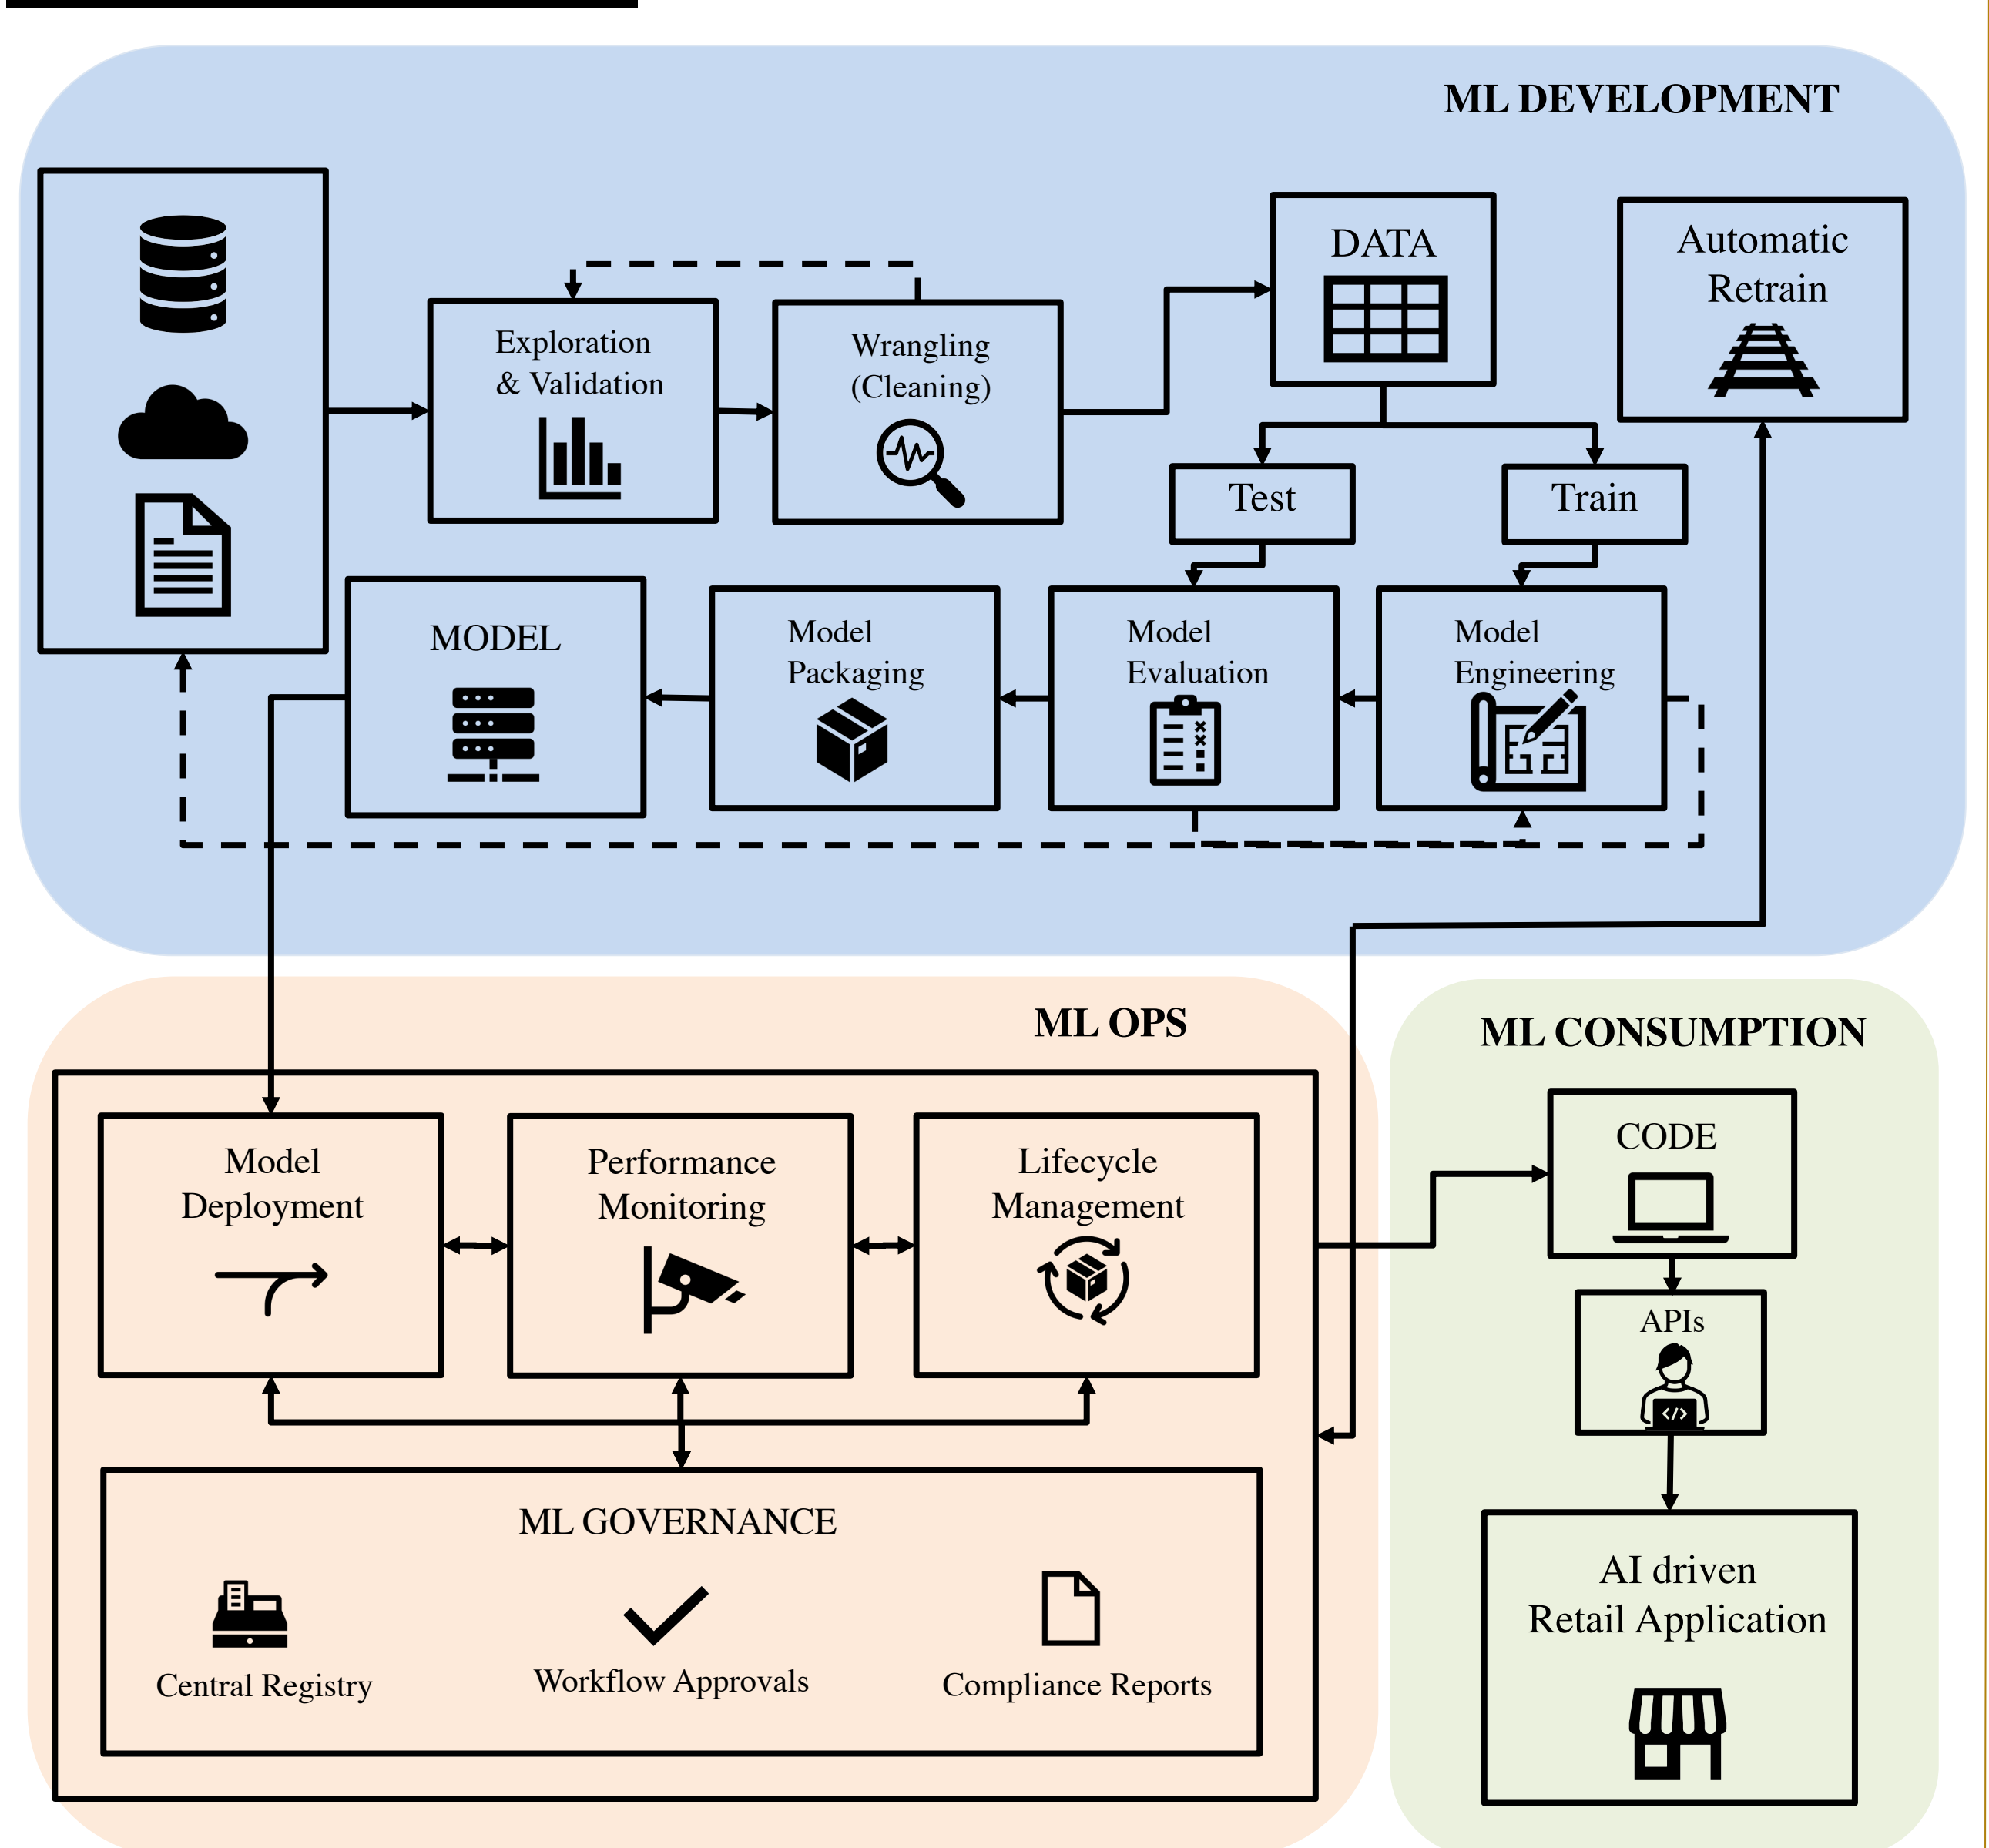 ML DEVELOPMENT
DATA
Automatic
Retrain
Exploration
& Validation
Wrangling
(Cleaning)
Test
Train
MODEL
Model
Packaging
Model
Evaluation
Model
Engineering
ML OPS
Model
Deployment
Performance
Monitoring
Lifecycle
Management
ML GOVERNANCE
Central Registry
Workflow Approvals
Compliance Reports
ML CONSUMPTION
CODE
APIs
AI driven
Retail Application